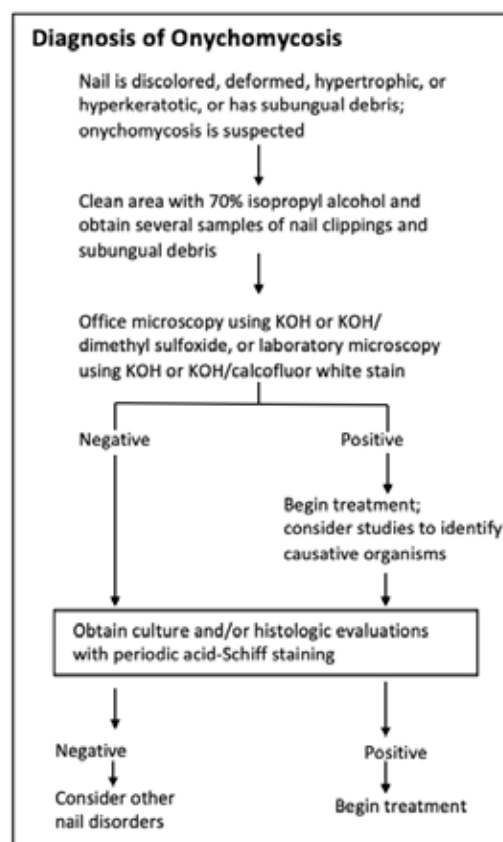 Diagnosis of Onychomycosis
Nail is discolored, deformed, hypertrophic, or
hyperkeratotic, or has subungual debris;
onychomycosis is suspected
Clean area with 70% isopropyl alcohol and
obtain several samples of nail clippings and
subungual debris
Office microscopy using KOH or KOH/
dimethyl sulfoxide, or laboratory microscopy
using KOH or KOH/calcofluor white stain
Negative
Positive
Begin treatment;
consider studies to identify
causative organisms
Obtain culture and/or histologic evaluations
with periodic acid-Schiff staining
Negative
Positive
Consider other
nail disorders
Begin treatment